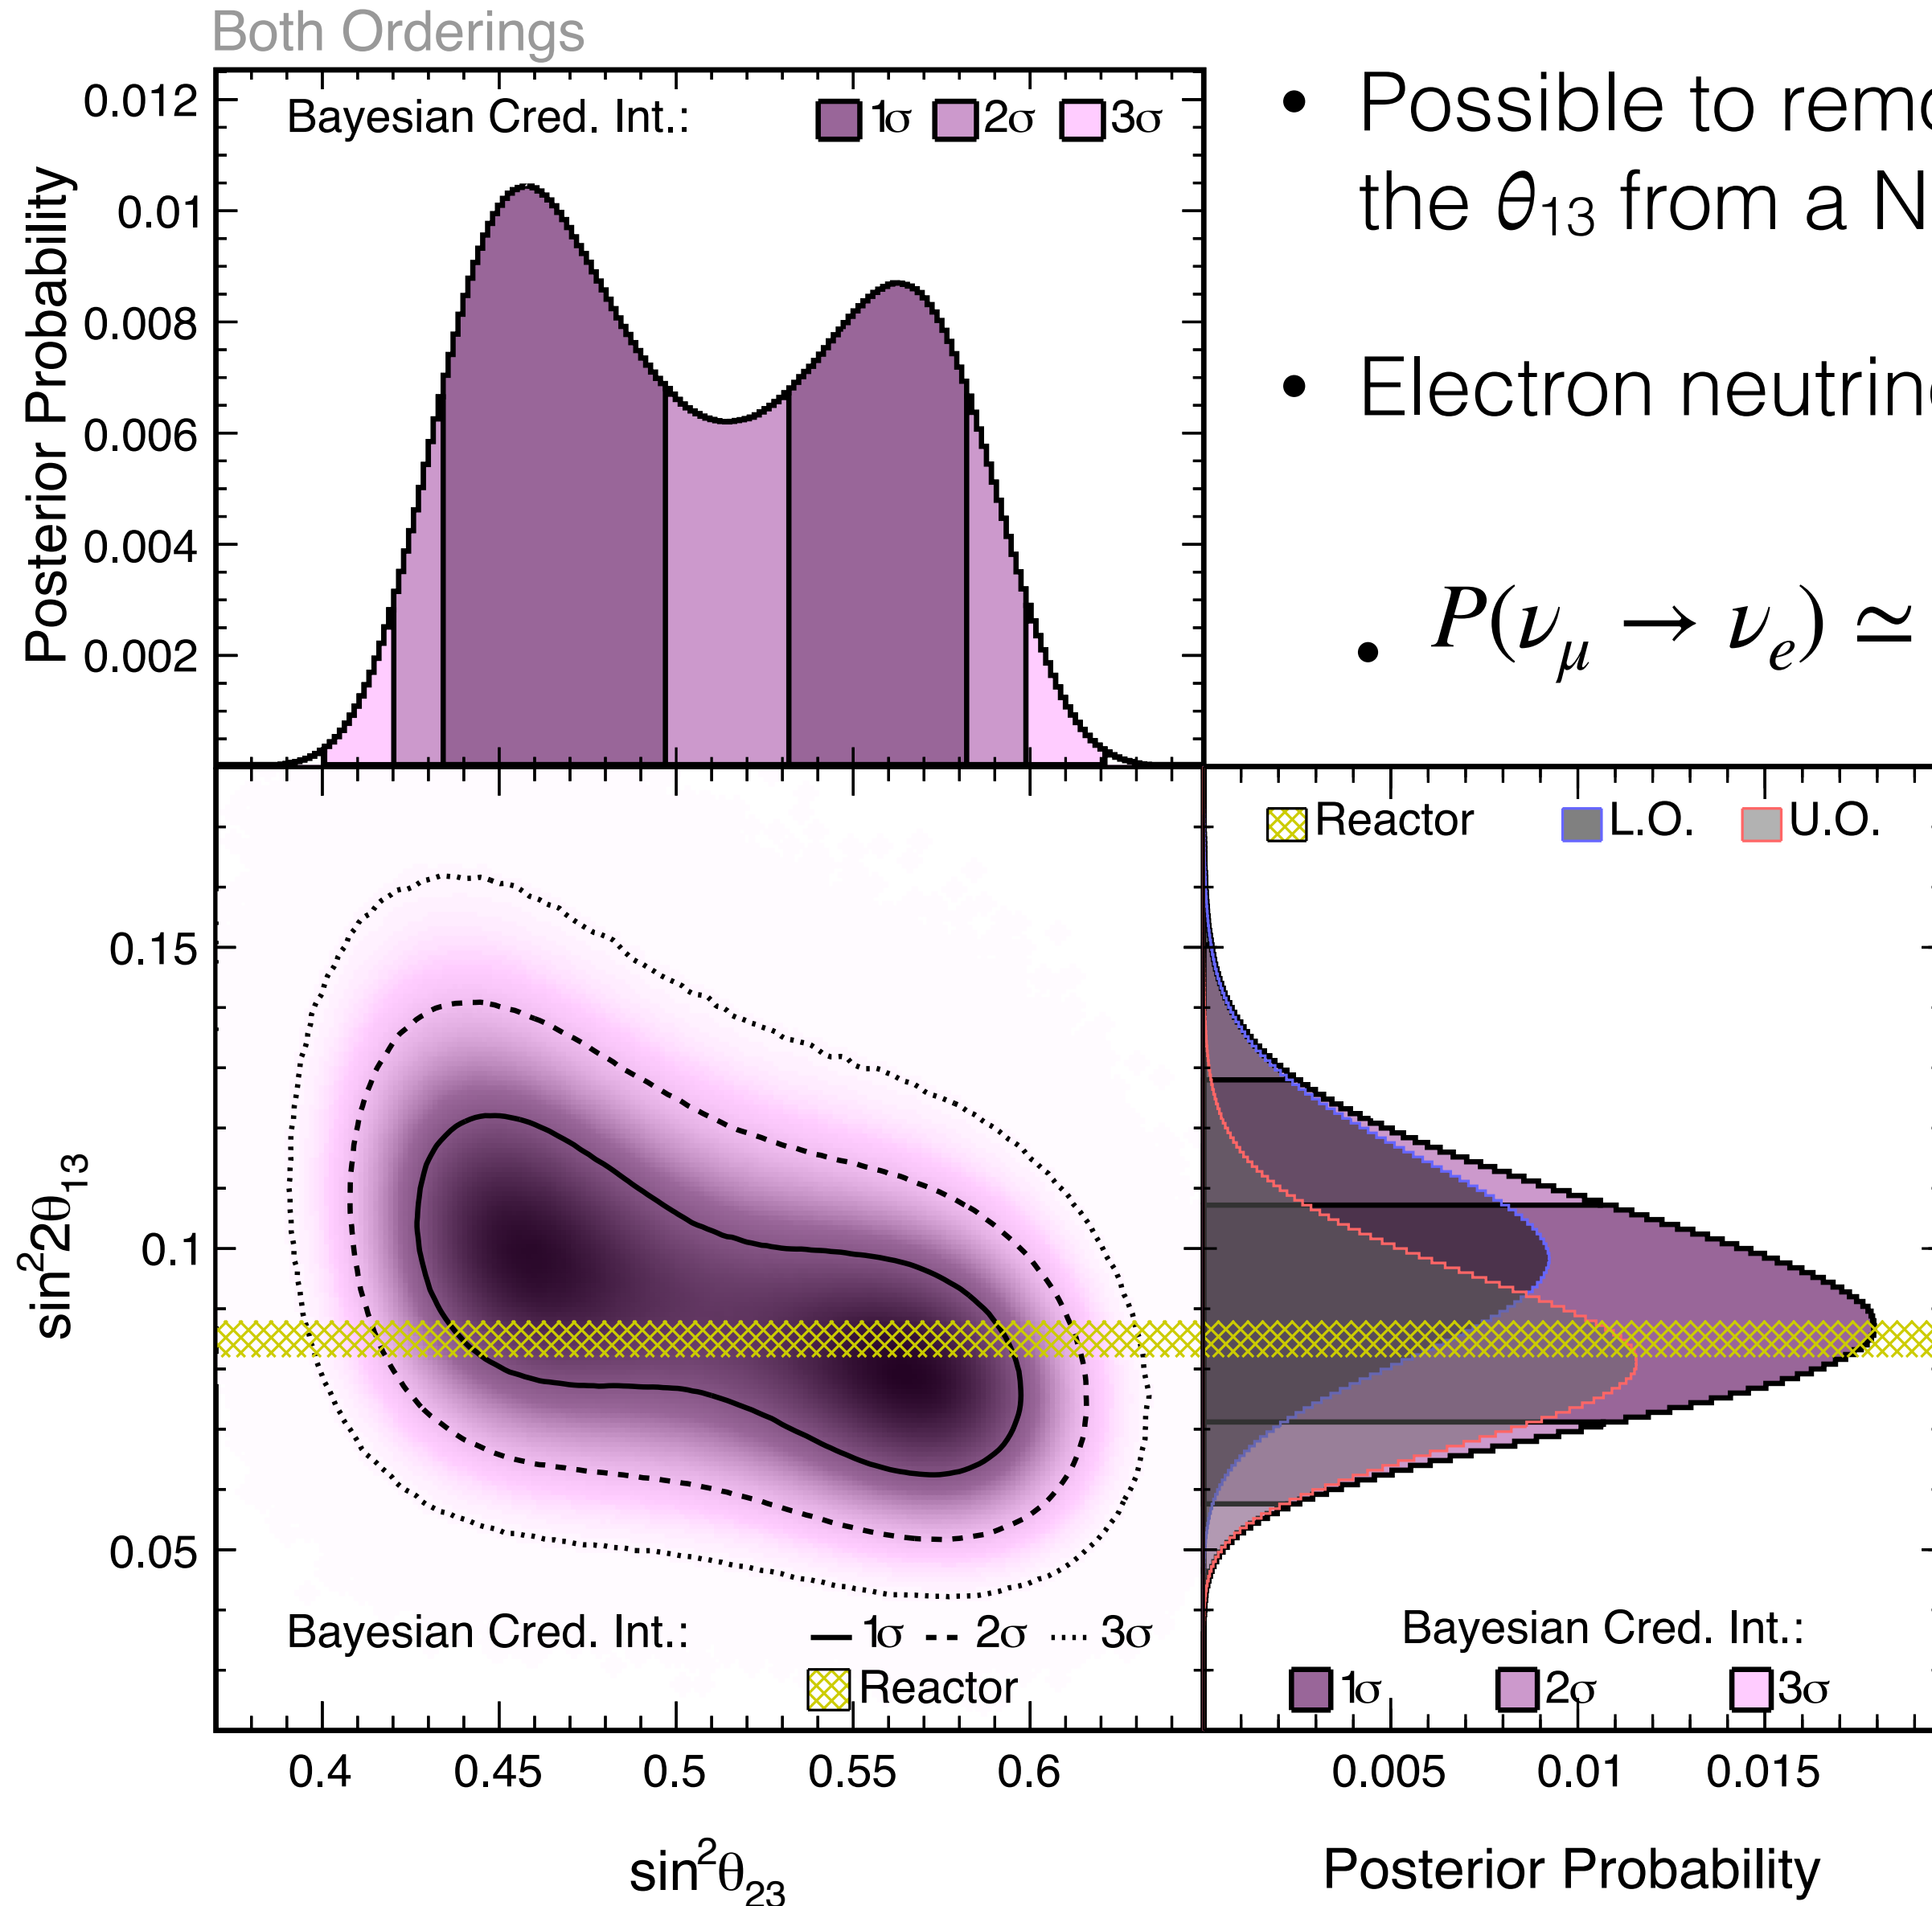 Both Orderings
Bayesian Cred. Int.: 1σ 2σ 3σ
Posterior Probability
0.012
0.01
0.008
0.006
0.004
0.002
• Possible to remo
the θ₁₃ from a N
• Electron neutrin
• P(ν_μ → ν_e) ≃
Reactor L.O. U.O.
sin²2θ₁₃
0.15
0.1
0.05
Bayesian Cred. Int.: 1σ 2σ 3σ
Reactor
Bayesian Cred. Int.:
1σ 2σ 3σ
0.4 0.45 0.5 0.55 0.6
0.005 0.01 0.015
sin²θ₂₃
Posterior Probability